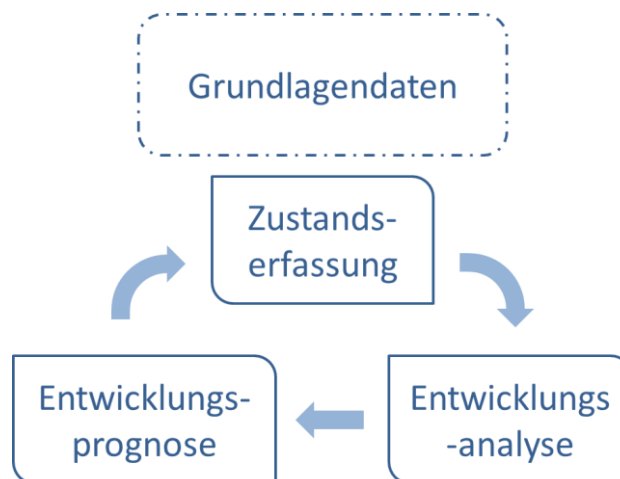 Grundlagendaten
Zustands-
erfassung
Entwicklungs-
prognose
Entwicklungs
-analyse